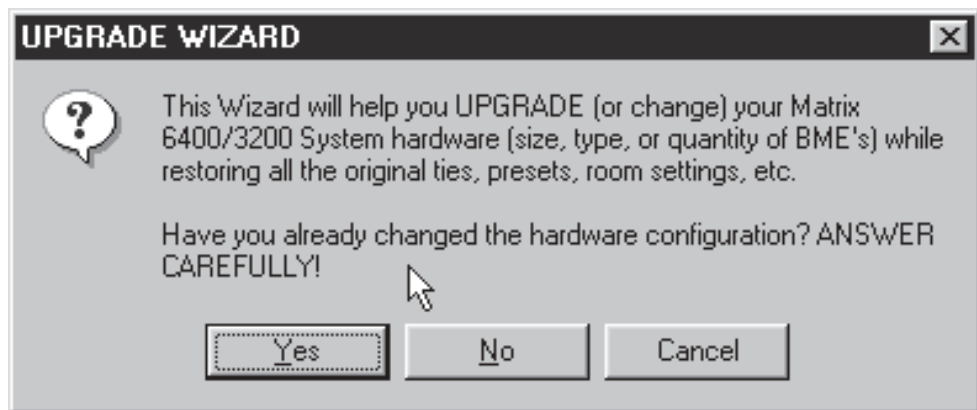 UPGRADE WIZARD
This Wizard will help you UPGRADE (or change) your Matrix
6400/3200 System hardware (size, type, or quantity of BME's) while
restoring all the original ties, presets, room settings, etc.
Have you already changed the hardware configuration? ANSWER
CAREFULLY!
Yes No Cancel